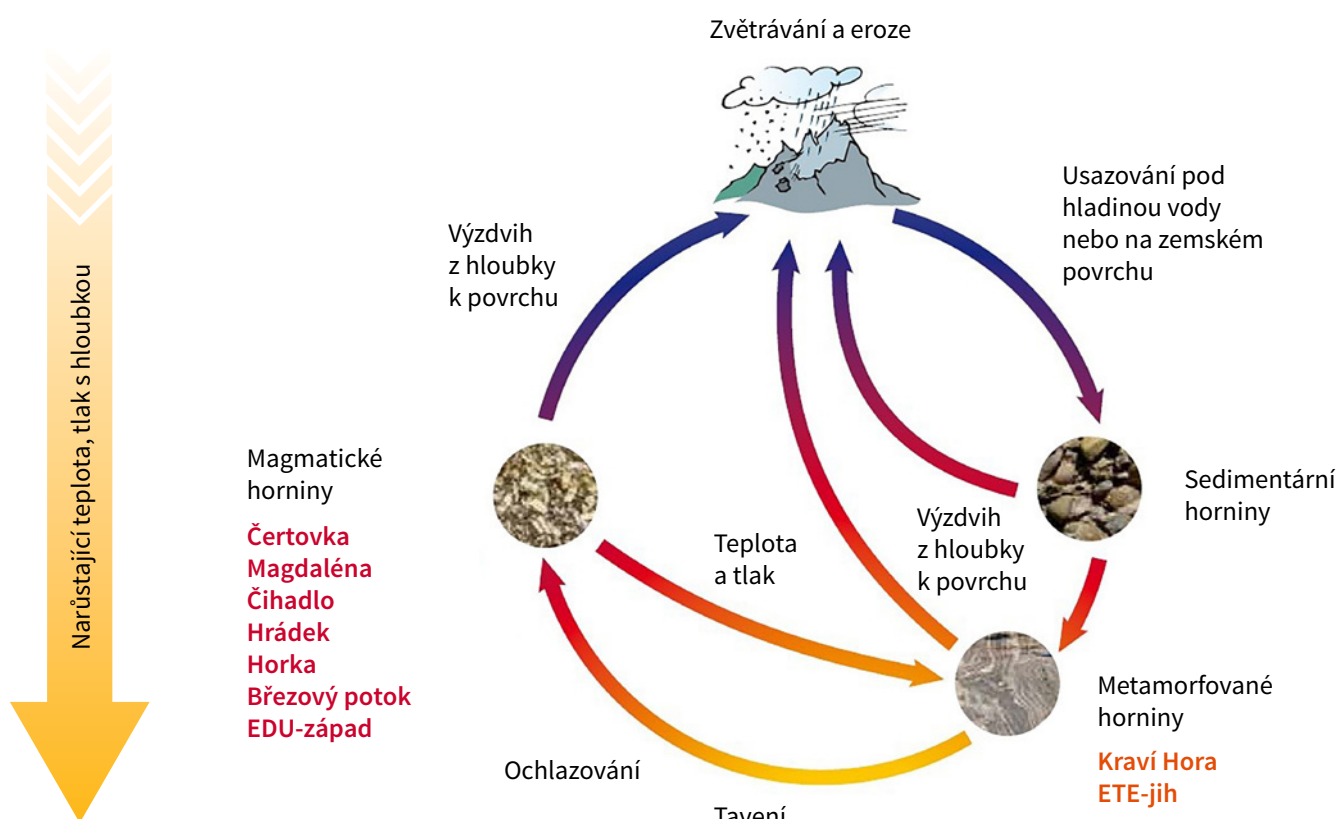 Zvětrávání a eroze
Usazování pod
hladinou vody
nebo na zemském
povrchu
Výzdvih
z hloubky
k povrchu
Narůstající teplota, tlak s hloubkou
Magmatické
horniny
Čertovka
Magdaléna
Čihadlo
Hrádek
Horka
Březový potok
EDU-západ
Teplota
a tlak
Výzdvih
z hloubky
k povrchu
Sedimentární
horniny
Metamorfované
horniny
Kraví Hora
ETE-jih
Ochlazování
Tavení